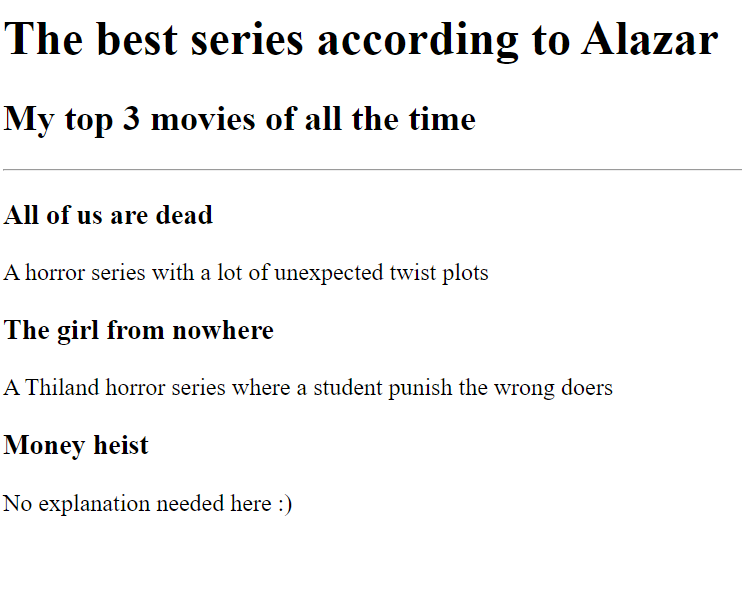 The best series according to Alazar
My top 3 movies of all the time
All of us are dead
A horror series with a lot of unexpected twist plots
The girl from nowhere
A Thiland horror series where a student punish the wrong doers
Money heist
No explanation needed here :)